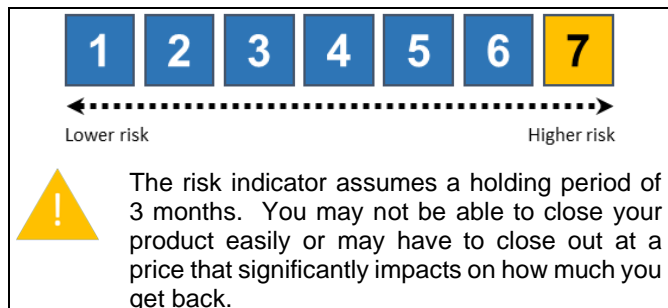 1 2 3 4 5 6 7
Lower risk Higher risk
!
The risk indicator assumes a holding period of
3 months. You may not be able to close your
product easily or may have to close out at a
price that significantly impacts on how much you
get back.